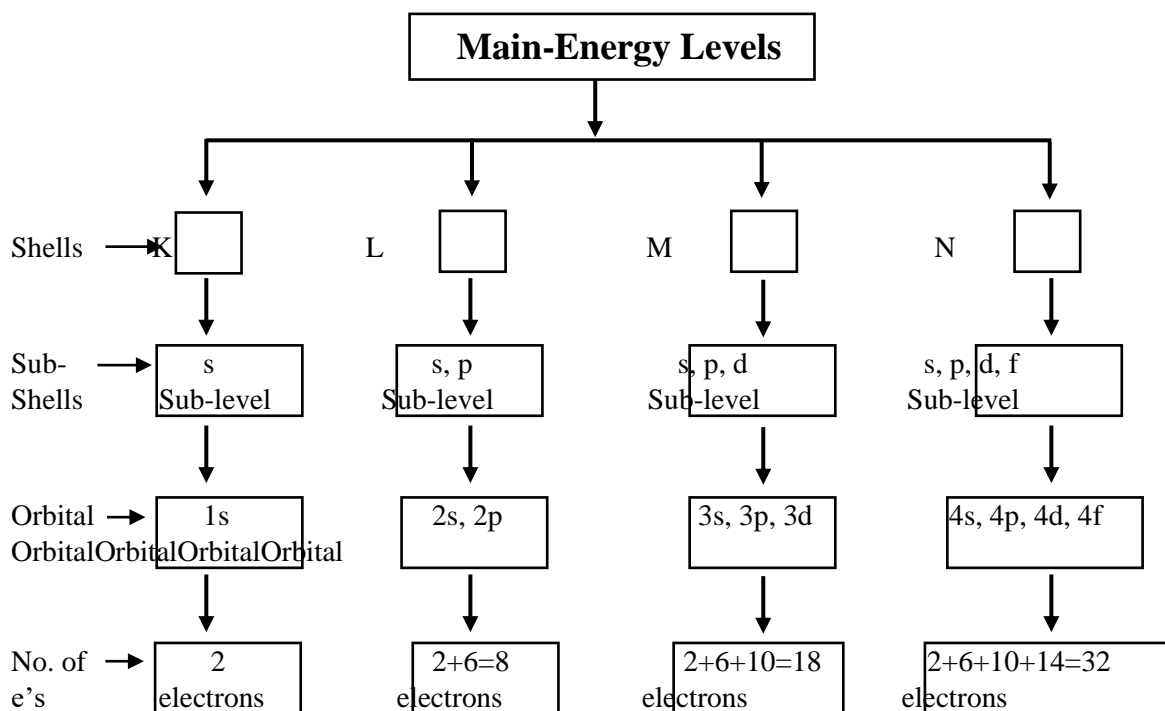 Main-Energy Levels
Shells K L M N
Sub- s s, p s, p, d s, p, d, f
Shells Sub-level Sub-level Sub-level Sub-level
Orbital 1s 2s, 2p 3s, 3p, 3d 4s, 4p, 4d, 4f
OrbitalOrbitalOrbitalOrbital
No. of 2 2+6=8 2+6+10=18 2+6+10+14=32
e's electrons electrons electrons electrons